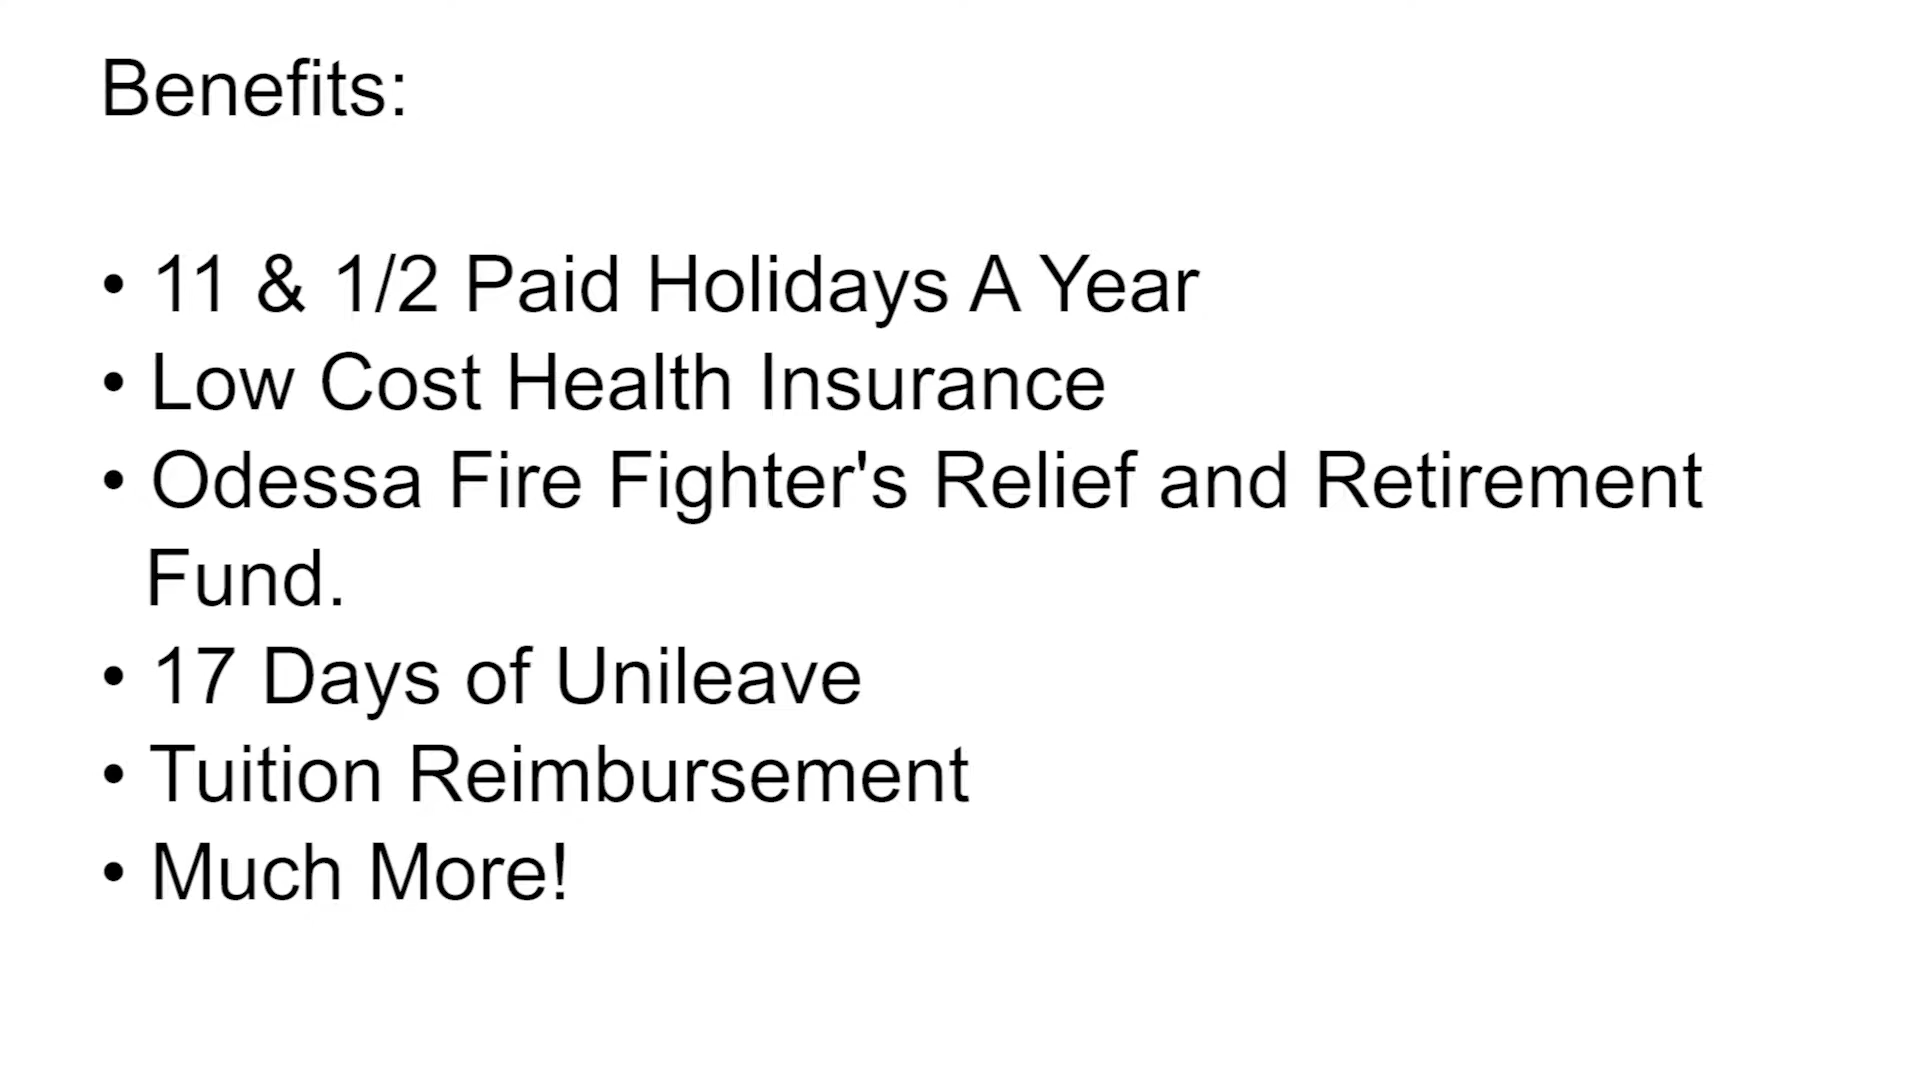 Benefits:
• 11 & 1/2 Paid Holidays A Year
• Low Cost Health Insurance
• Odessa Fire Fighter's Relief and Retirement
Fund.
• 17 Days of Unileave
• Tuition Reimbursement
• Much More!